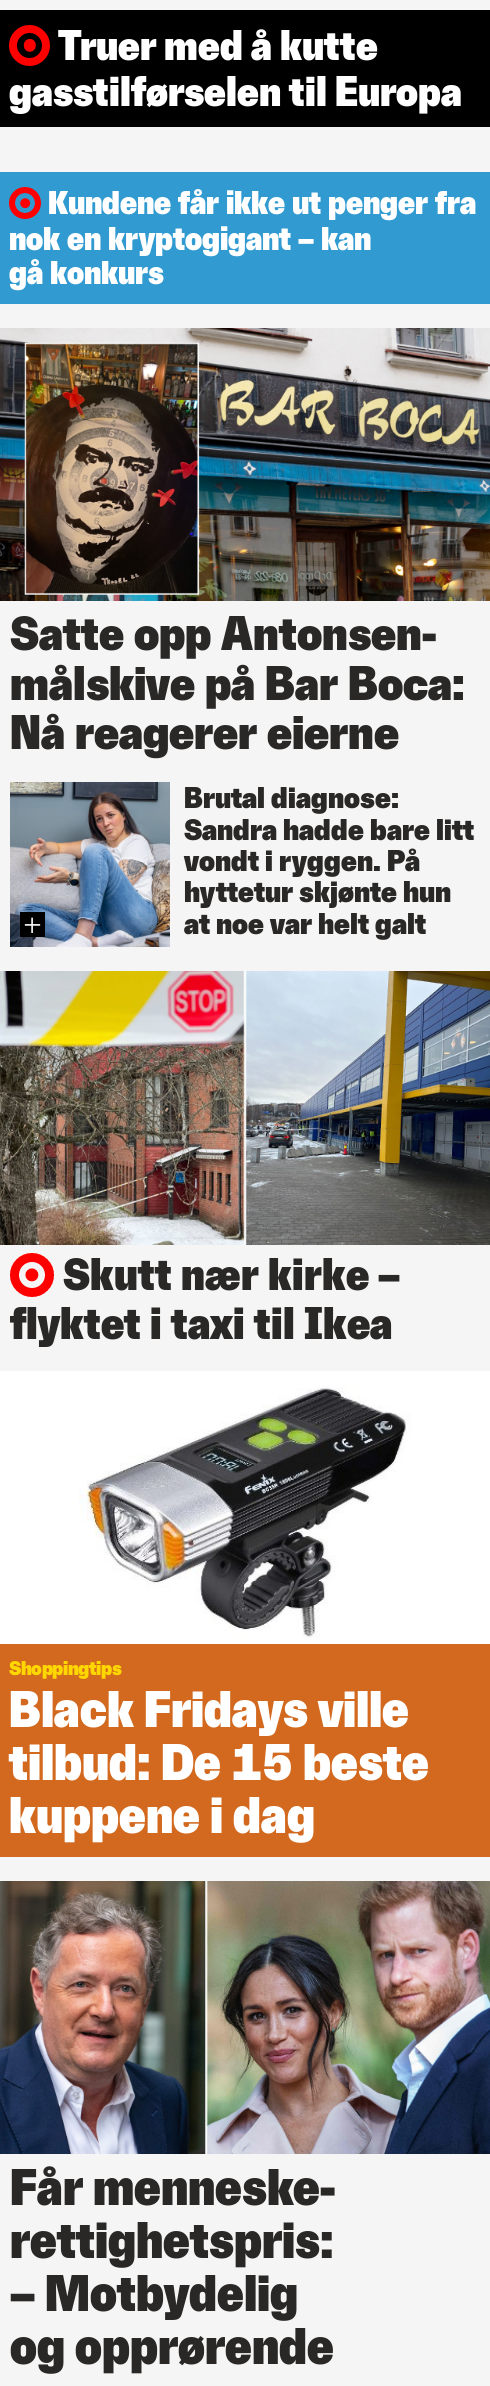 Truer med å kutte
gasstilførselen til Europa
Kundene får ikke ut penger fra
nok en kryptogigant – kan
gå konkurs
BAR BOCA
Satte opp Antonsen-
målskive på Bar Boca:
Nå reagerer eierne
Brutal diagnose:
Sandra hadde bare litt
vondt i ryggen. På
hyttetur skjønte hun
at noe var helt galt
STOP
Skutt nær kirke –
flyktet i taxi til Ikea
CE FC
FENIX
Shoppingtips
Black Fridays ville
tilbud: De 15 beste
kuppene i dag
Får menneske-
rettighetspris:
– Motbydelig
og opprørende